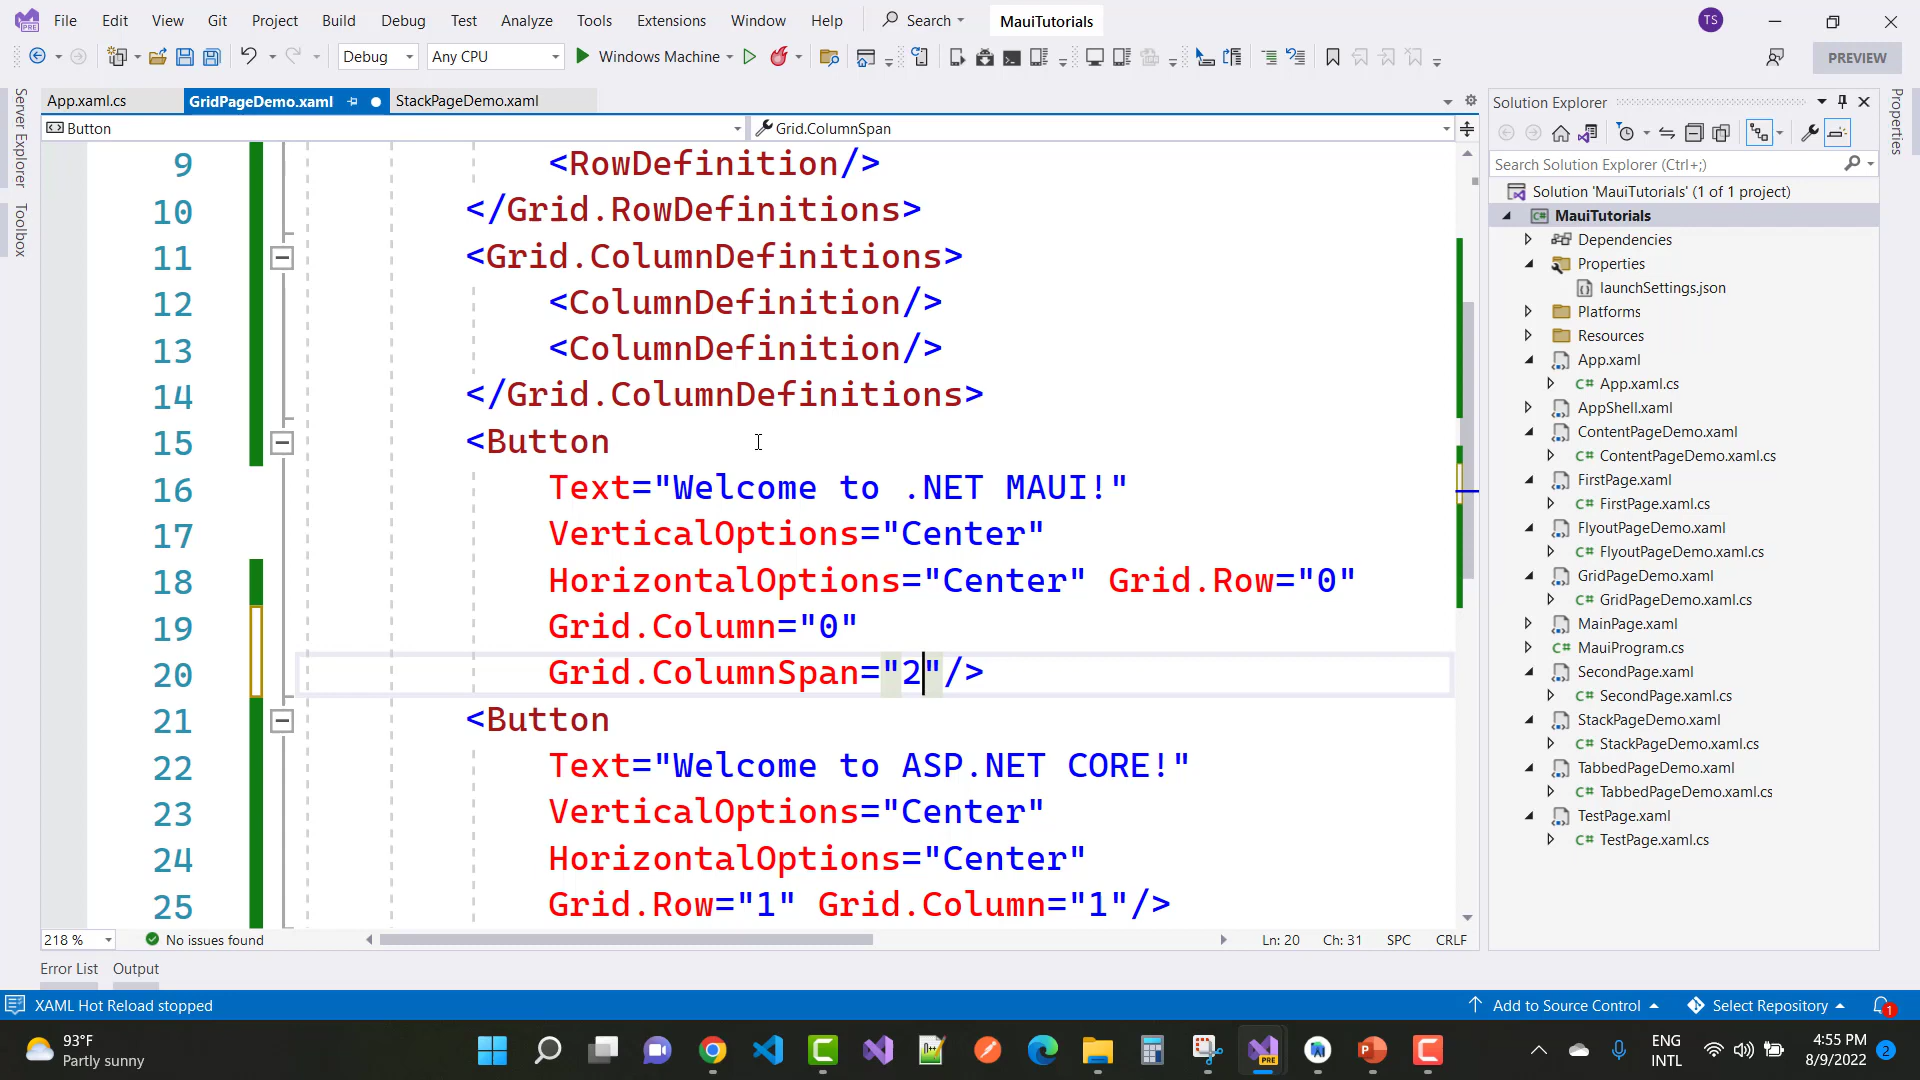 File Edit View Git Project Build Debug Test Analyze Tools Extensions Window Help Search MauiTutorials TS
Debug Any CPU Windows Machine PREVIEW
App.xaml.cs GridPageDemo.xaml StackPageDemo.xaml
Button Grid.ColumnSpan
Server Explorer
Toolbox
9 <RowDefinition/>
10 </Grid.RowDefinitions>
11 <Grid.ColumnDefinitions>
12 <ColumnDefinition/>
13 <ColumnDefinition/>
14 </Grid.ColumnDefinitions>
15 <Button
16 Text="Welcome to .NET MAUI!"
17 VerticalOptions="Center"
18 HorizontalOptions="Center" Grid.Row="0"
19 Grid.Column="0"
20 Grid.ColumnSpan="2"/>
21 <Button
22 Text="Welcome to ASP.NET CORE!"
23 VerticalOptions="Center"
24 HorizontalOptions="Center"
25 Grid.Row="1" Grid.Column="1"/>
218 % No issues found Ln: 20 Ch: 31 SPC CRLF
Error List Output
Solution Explorer
Search Solution Explorer (Ctrl+;)
Solution 'MauiTutorials' (1 of 1 project)
C# MauiTutorials
Dependencies
Properties
launchSettings.json
Platforms
Resources
App.xaml
C# App.xaml.cs
AppShell.xaml
ContentPageDemo.xaml
C# ContentPageDemo.xaml.cs
FirstPage.xaml
C# FirstPage.xaml.cs
FlyoutPageDemo.xaml
C# FlyoutPageDemo.xaml.cs
GridPageDemo.xaml
C# GridPageDemo.xaml.cs
MainPage.xaml
C# MauiProgram.cs
SecondPage.xaml
C# SecondPage.xaml.cs
StackPageDemo.xaml
C# StackPageDemo.xaml.cs
TabbedPageDemo.xaml
C# TabbedPageDemo.xaml.cs
TestPage.xaml
C# TestPage.xaml.cs
Properties
XAML Hot Reload stopped Add to Source Control Select Repository 1
93°F
Partly sunny
ENG
INTL
4:55 PM
8/9/2022
2